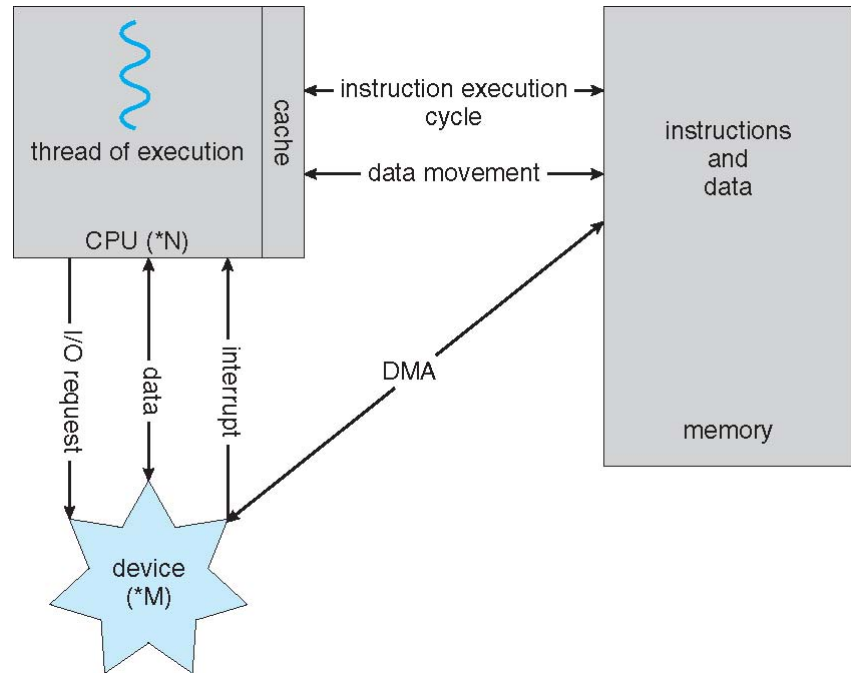 thread of execution
CPU (*N)
cache
instruction execution
cycle
data movement
instructions
and
data
memory
I/O request
data
interrupt
DMA
device
(*M)